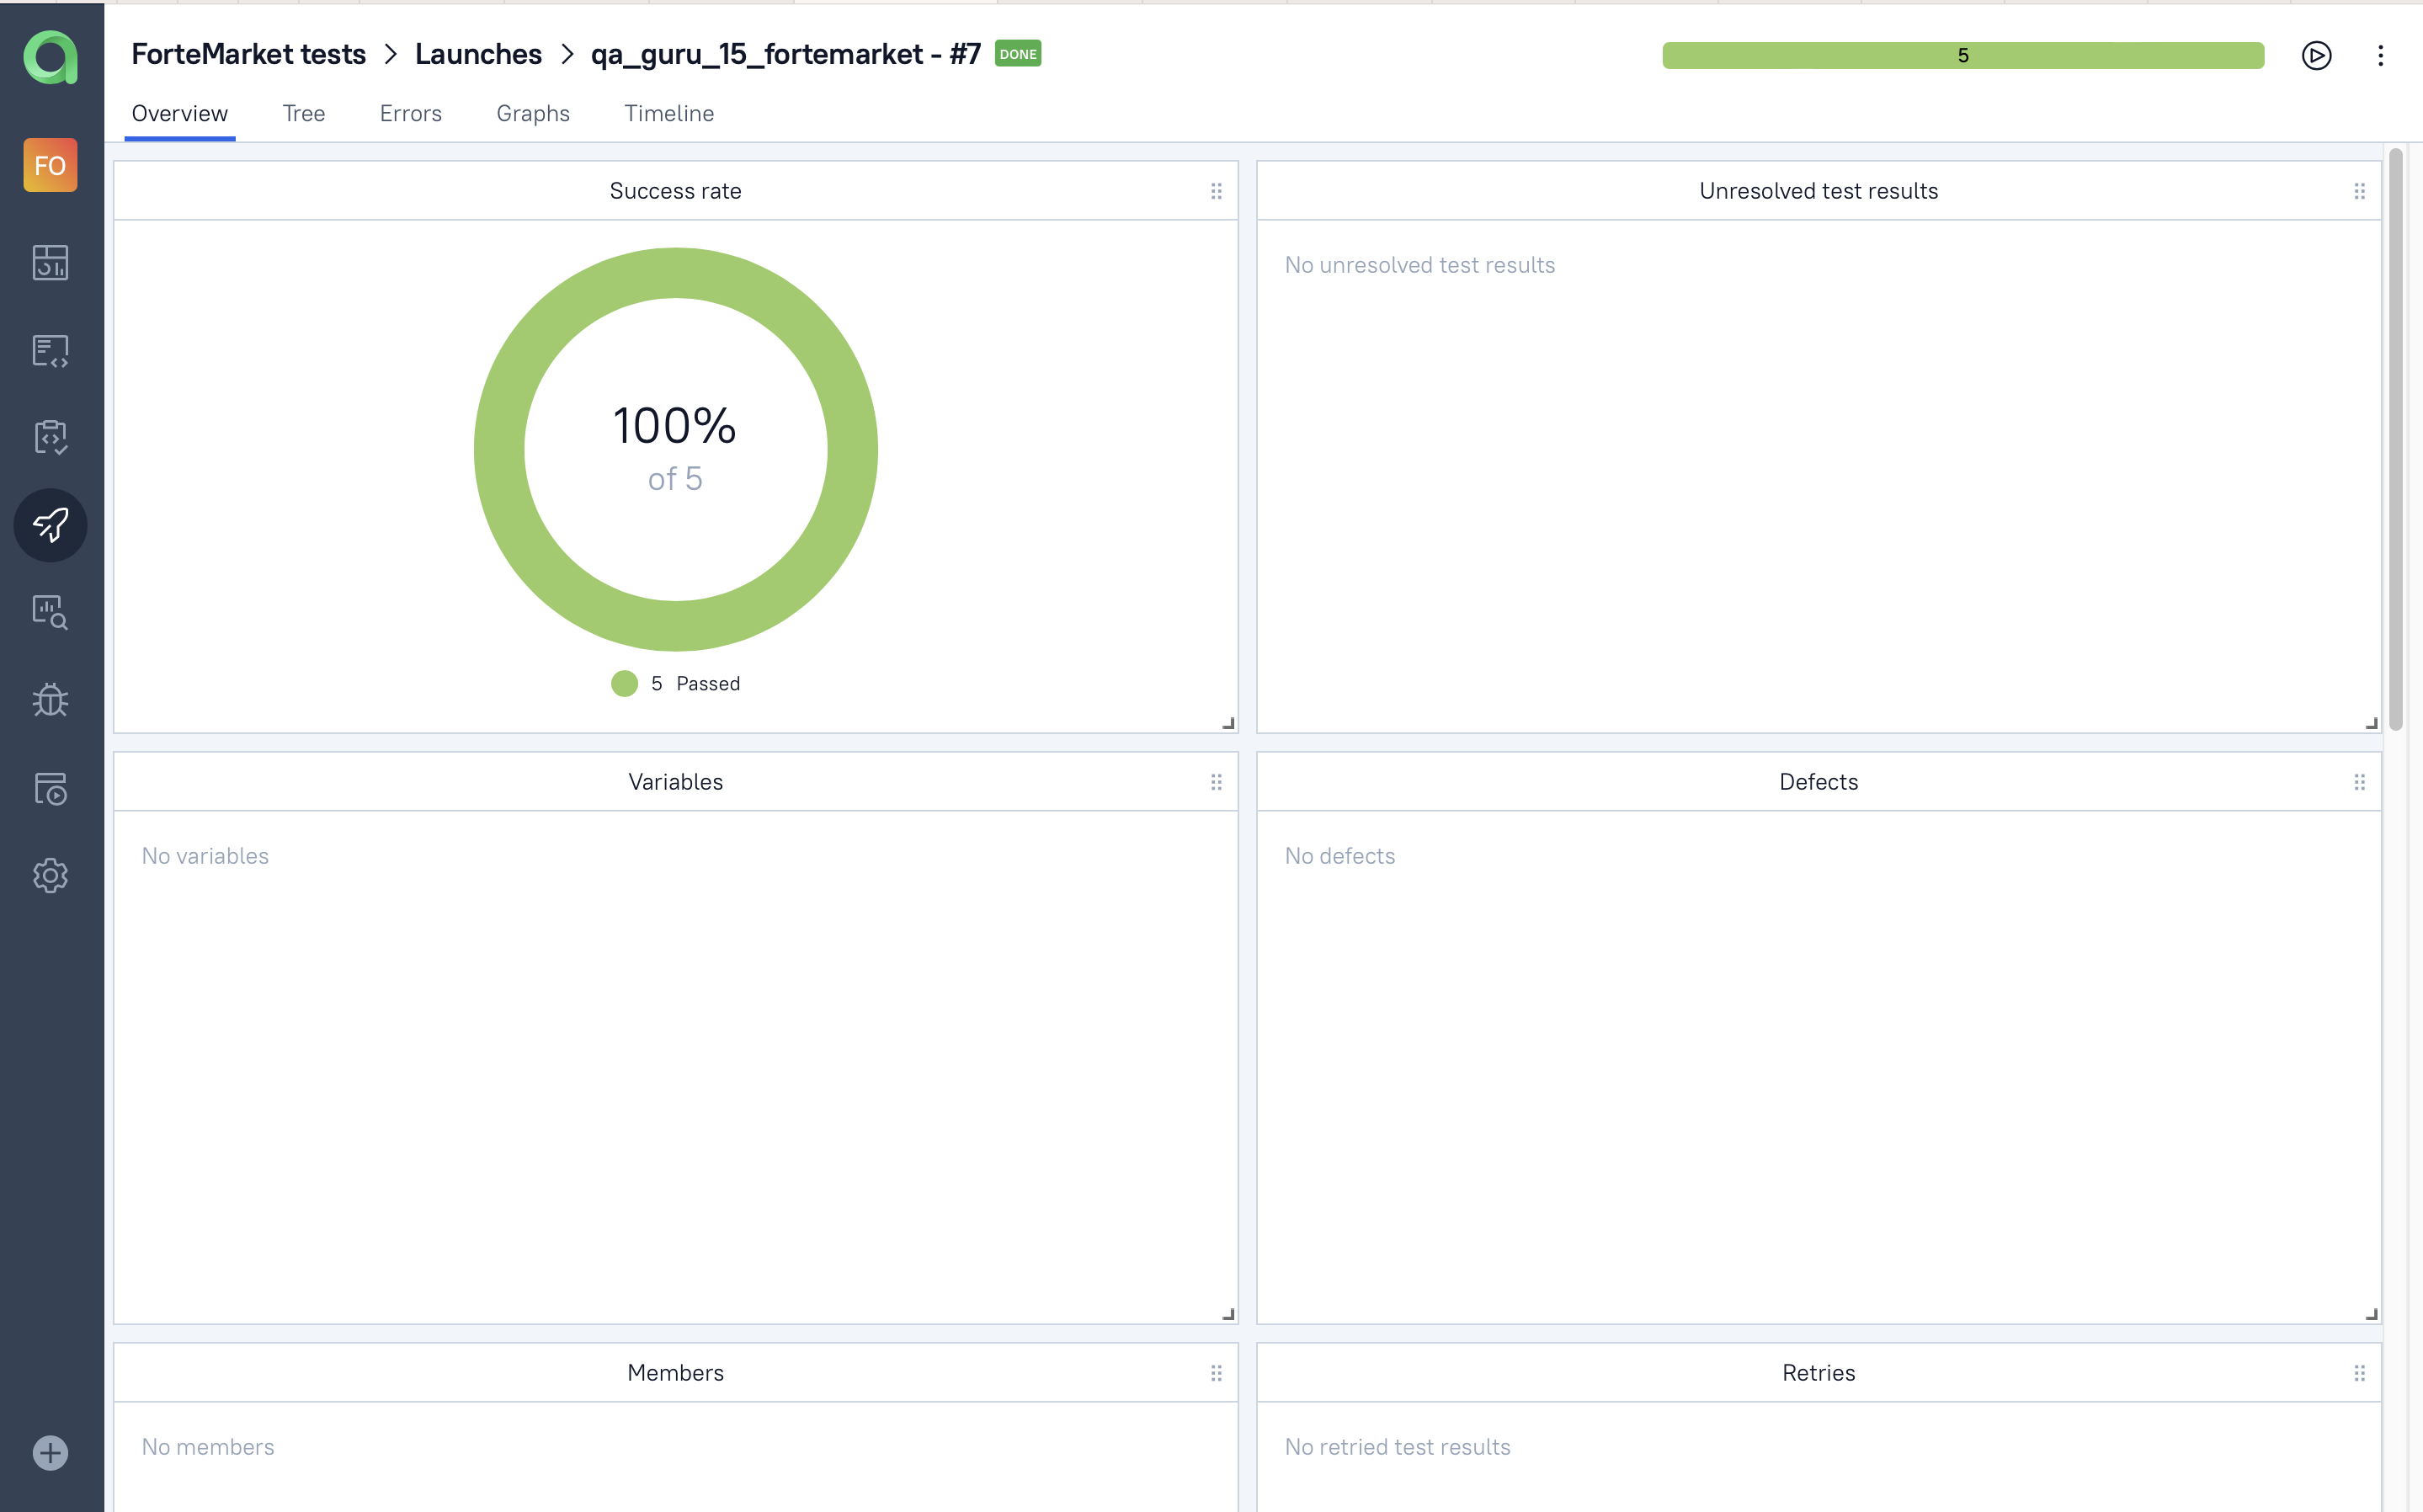 ForteMarket tests > Launches > qa_guru_15_fortemarket - #7 DONE
5
Overview Tree Errors Graphs Timeline
FO
Success rate
100%
of 5
5 Passed
Unresolved test results
No unresolved test results
Variables
No variables
Defects
No defects
Members
No members
Retries
No retried test results